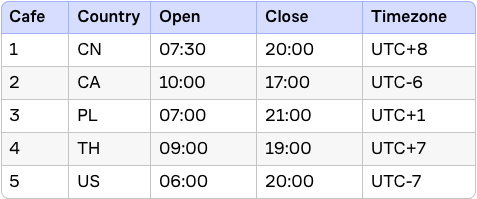 Cafe Country Open Close Timezone
1 CN 07:30 20:00 UTC+8
2 CA 10:00 17:00 UTC-6
3 PL 07:00 21:00 UTC+1
4 TH 09:00 19:00 UTC+7
5 US 06:00 20:00 UTC-7